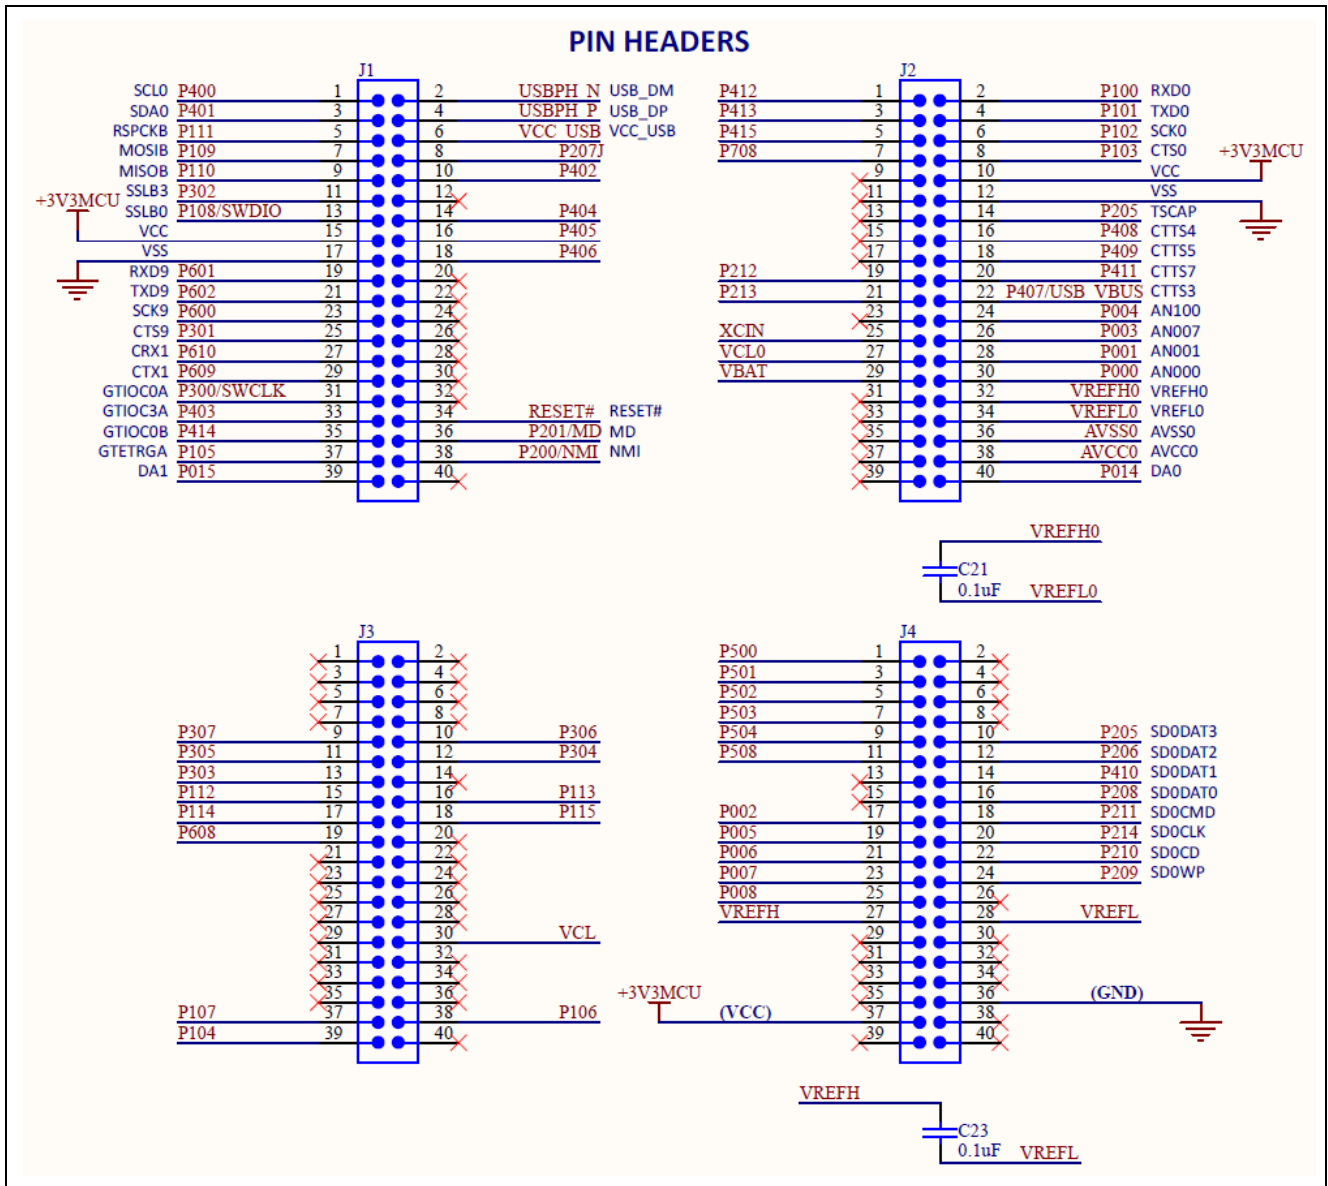 PIN HEADERS
J1
SCL0 P400 1 2 USBPH_N USB_DM
SDA0 P401 3 4 USBPH_P USB_DP
RSPCKB P111 5 6 VCC_USB VCC_USB
MOSIB P109 7 8 P207J
MISOB P110 9 10 P402
SSLB3 P302 11 12
+3V3MCU
SSLB0 P108/SWDIO 13 14 P404
VCC 15 16 P405
VSS 17 18 P406
RXD9 P601 19 20
TXD9 P602 21 22
SCK9 P600 23 24
CTS9 P301 25 26
CRX1 P610 27 28
CTX1 P609 29 30
GTIOC0A P300/SWCLK 31 32
GTIOC3A P403 33 34 RESET# RESET#
GTIOC0B P414 35 36 P201/MD MD
GTETRGA P105 37 38 P200/NMI NMI
DA1 P015 39 40
J2
P412 1 2 P100 RXD0
P413 3 4 P101 TXD0
P415 5 6 P102 SCK0
P708 7 8 P103 CTS0 +3V3MCU
9 10 VCC
11 12 VSS
13 14 P205 TSCAP
15 16 P408 CTTS4
17 18 P409 CTTS5
P212 19 20 P411 CTTS7
P213 21 22 P407/USB_VBUS CTTS3
23 24 P004 AN100
XCIN 25 26 P003 AN007
VCL0 27 28 P001 AN001
VBAT 29 30 P000 AN000
31 32 VREFH0 VREFH0
33 34 VREFL0 VREFL0
35 36 AVSS0 AVSS0
37 38 AVCC0 AVCC0
39 40 P014 DA0
VREFH0
C21
0.1uF VREFL0
J3
1 2
3 4
5 6
7 8
P307 9 10 P306
P305 11 12 P304
P303 13 14
P112 15 16 P113
P114 17 18 P115
P608 19 20
21 22
23 24
25 26
27 28
29 30 VCL
31 32
33 34
35 36
P107 37 38 P106
P104 39 40
J4
P500 1 2
P501 3 4
P502 5 6
P503 7 8
P504 9 10 P205 SD0DAT3
P508 11 12 P206 SD0DAT2
13 14 P410 SD0DAT1
15 16 P208 SD0DAT0
P002 17 18 P211 SD0CMD
P005 19 20 P214 SD0CLK
P006 21 22 P210 SD0CD
P007 23 24 P209 SD0WP
P008 25 26
VREFH 27 28 VREFL
29 30
31 32
33 34
+3V3MCU 35 36 (GND)
(VCC) 37 38
39 40
VREFH
C23
0.1uF VREFL